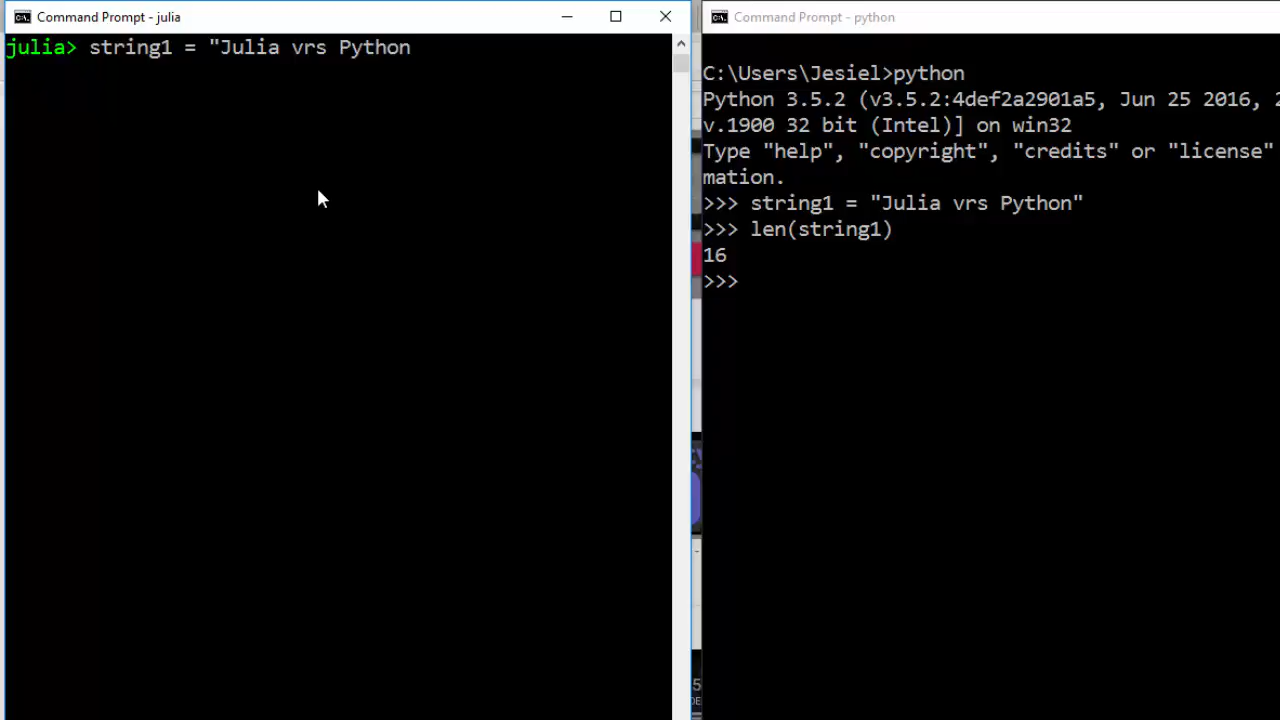 Command Prompt - julia
julia> string1 = "Julia vrs Python
Command Prompt - python
C:\Users\Jesiel>python
Python 3.5.2 (v3.5.2:4def2a2901a5, Jun 25 2016, 2
v.1900 32 bit (Intel)] on win32
Type "help", "copyright", "credits" or "license"
mation.
>>> string1 = "Julia vrs Python"
>>> len(string1)
16
>>>